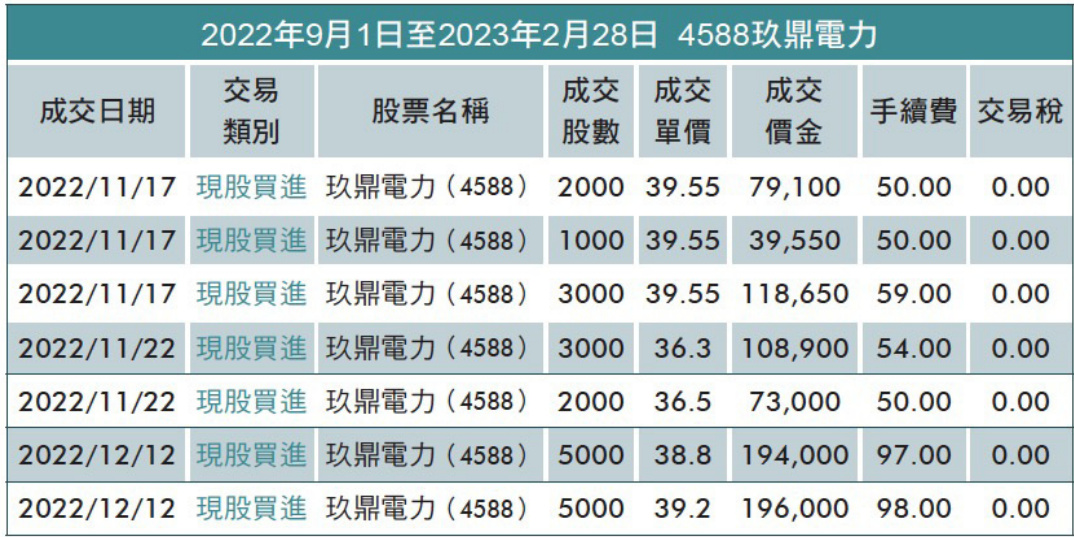 2022年9月1日至2023年2月28日 4588玖鼎電力
成交日期 交易類別 股票名稱 成交股數 成交單價 成交價金 手續費 交易稅
2022/11/17 現股買進 玖鼎電力（4588） 2000 39.55 79,100 50.00 0.00
2022/11/17 現股買進 玖鼎電力（4588） 1000 39.55 39,550 50.00 0.00
2022/11/17 現股買進 玖鼎電力（4588） 3000 39.55 118,650 59.00 0.00
2022/11/22 現股買進 玖鼎電力（4588） 3000 36.3 108,900 54.00 0.00
2022/11/22 現股買進 玖鼎電力（4588） 2000 36.5 73,000 50.00 0.00
2022/12/12 現股買進 玖鼎電力（4588） 5000 38.8 194,000 97.00 0.00
2022/12/12 現股買進 玖鼎電力（4588） 5000 39.2 196,000 98.00 0.00